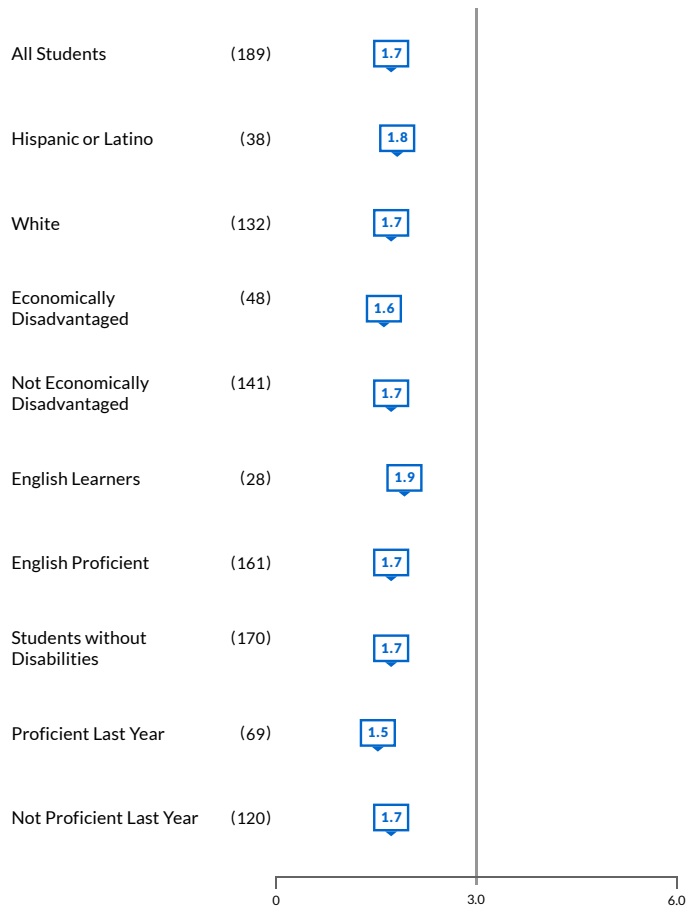 All Students (189) 1.7
Hispanic or Latino (38) 1.8
White (132) 1.7
Economically (48)
Disadvantaged 1.6
Not Economically (141)
Disadvantaged 1.7
English Learners (28) 1.9
English Proficient (161) 1.7
Students without (170)
Disabilities 1.7
Proficient Last Year (69) 1.5
Not Proficient Last Year (120) 1.7
0 3.0 6.0